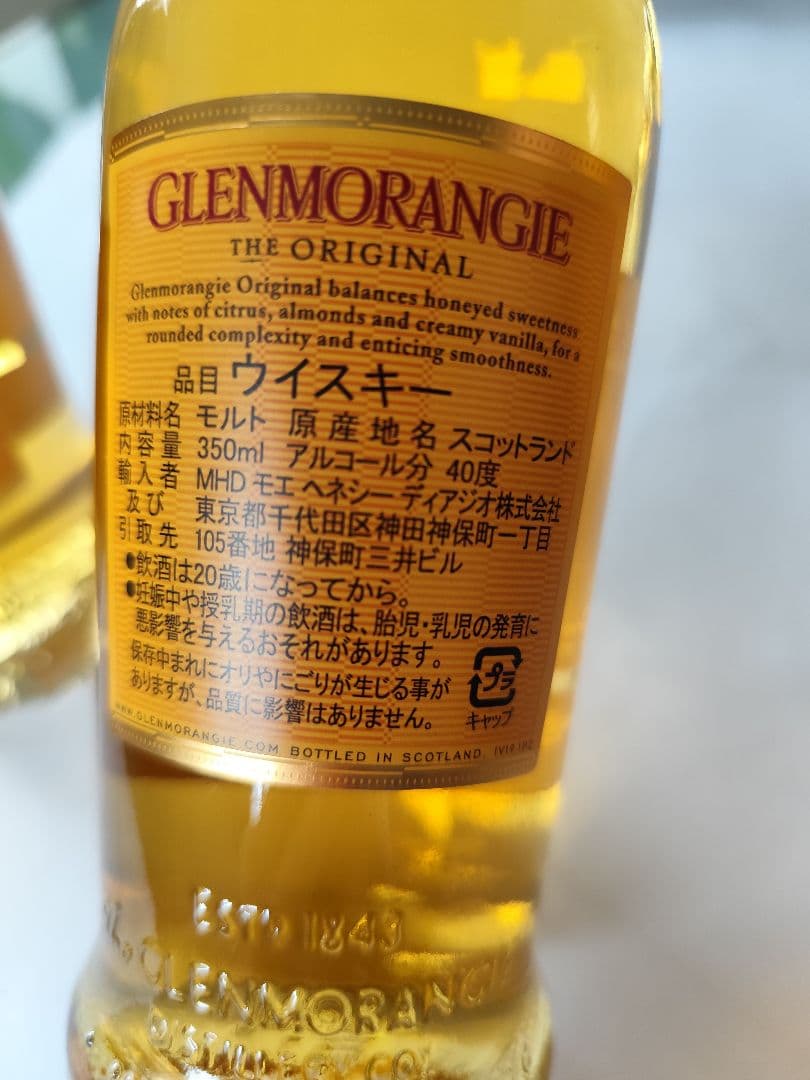 GLENMORANGIE
THE ORIGINAL
Glenmorangie Original balances honeyed sweetness
with notes of citrus, almonds and creamy vanilla, for a
rounded complexity and enticing smoothness.
品目 ウイスキー
原材料名 モルト 原産地名 スコットランド
内容量 350ml アルコール分 40度
輸入者 MHD モエ ヘネシー ディアジオ株式会社
及び 東京都千代田区神田神保町一丁目
引取先 105番地 神保町三井ビル
●飲酒は20歳になってから。
●妊娠中や授乳期の飲酒は、胎児・乳児の発育に
悪影響を与えるおそれがあります。
保存中まれにオリやにごりが生じる事が
ありますが、品質に影響はありません。
プラ
キャップ
WWW.GLENMORANGIE.COM BOTTLED IN SCOTLAND. IV19 1PZ
ESTD 1843
GLENMORANGIE
DISTILLERY CO.